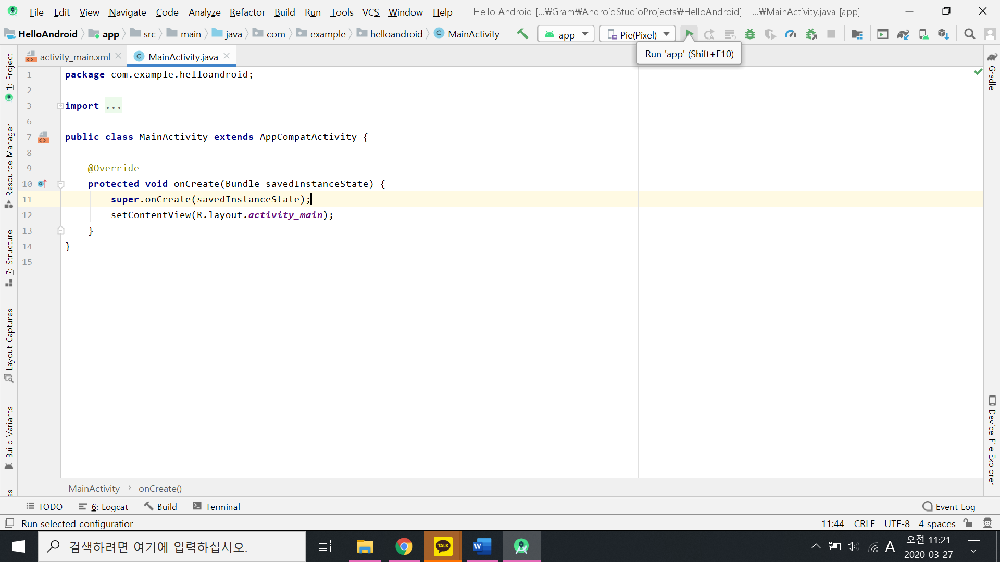 File Edit View Navigate Code Analyze Refactor Build Run Tools VCS Window Help Hello Android [...₩Gram₩AndroidStudioProjects₩HelloAndroid] - ...₩MainActivity.java [app]
HelloAndroid app src main java com example helloandroid MainActivity app Pie(Pixel)
Run 'app' (Shift+F10)
activity_main.xml MainActivity.java
1 package com.example.helloandroid;
2
3 import ...
6
7 public class MainActivity extends AppCompatActivity {
8
9 @Override
10 protected void onCreate(Bundle savedInstanceState) {
11 super.onCreate(savedInstanceState);
12 setContentView(R.layout.activity_main);
13 }
14 }
15
1: Project
Resource Manager
7: Structure
Layout Captures
Build Variants
es
Gradle
Device File Explorer
MainActivity › onCreate()
TODO 6: Logcat Build Terminal Event Log
Run selected configuration 11:44 CRLF UTF-8 4 spaces
검색하려면 여기에 입력하십시오.
TALK
W
A
오전 11:21
2020-03-27